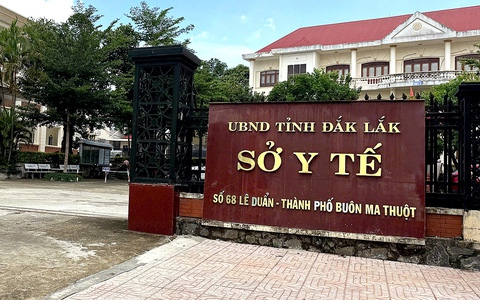 UBND TỈNH ĐẮK LẮK
SỞ Y TẾ
SỐ 68 LÊ DUẨN - THÀNH PHỐ BUÔN MA THUỘT